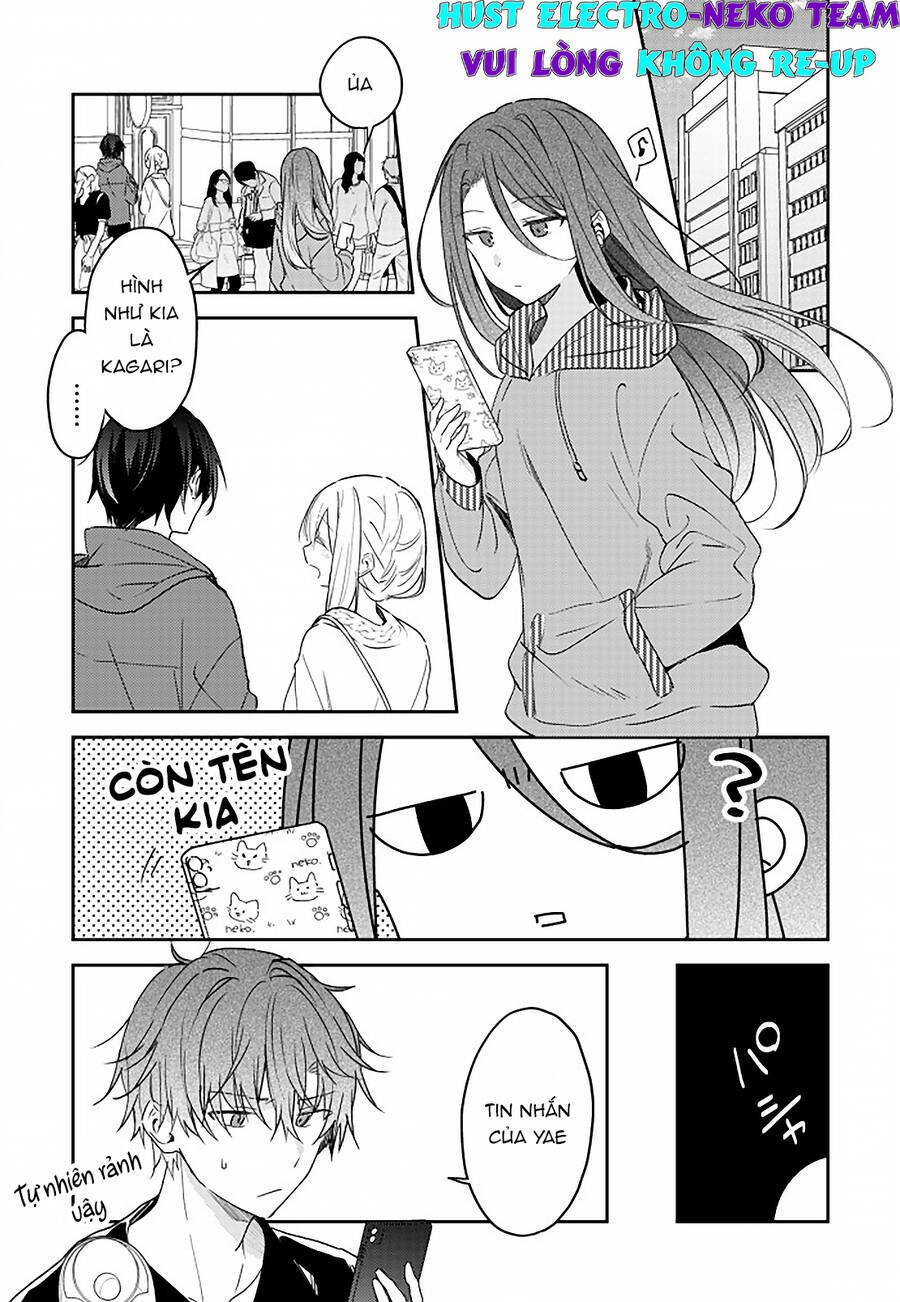 HUST ELECTRO-NEKO TEAM
VUI LÒNG KHÔNG RE-UP
ỦA
HÌNH
NHƯ KIA
LÀ
KAGARI?
........
CÒN TÊN
KIA
?
neko.
neko.
neko.
TIN NHẮN
CỦA YAE
Tự nhiên rảnh
vậy